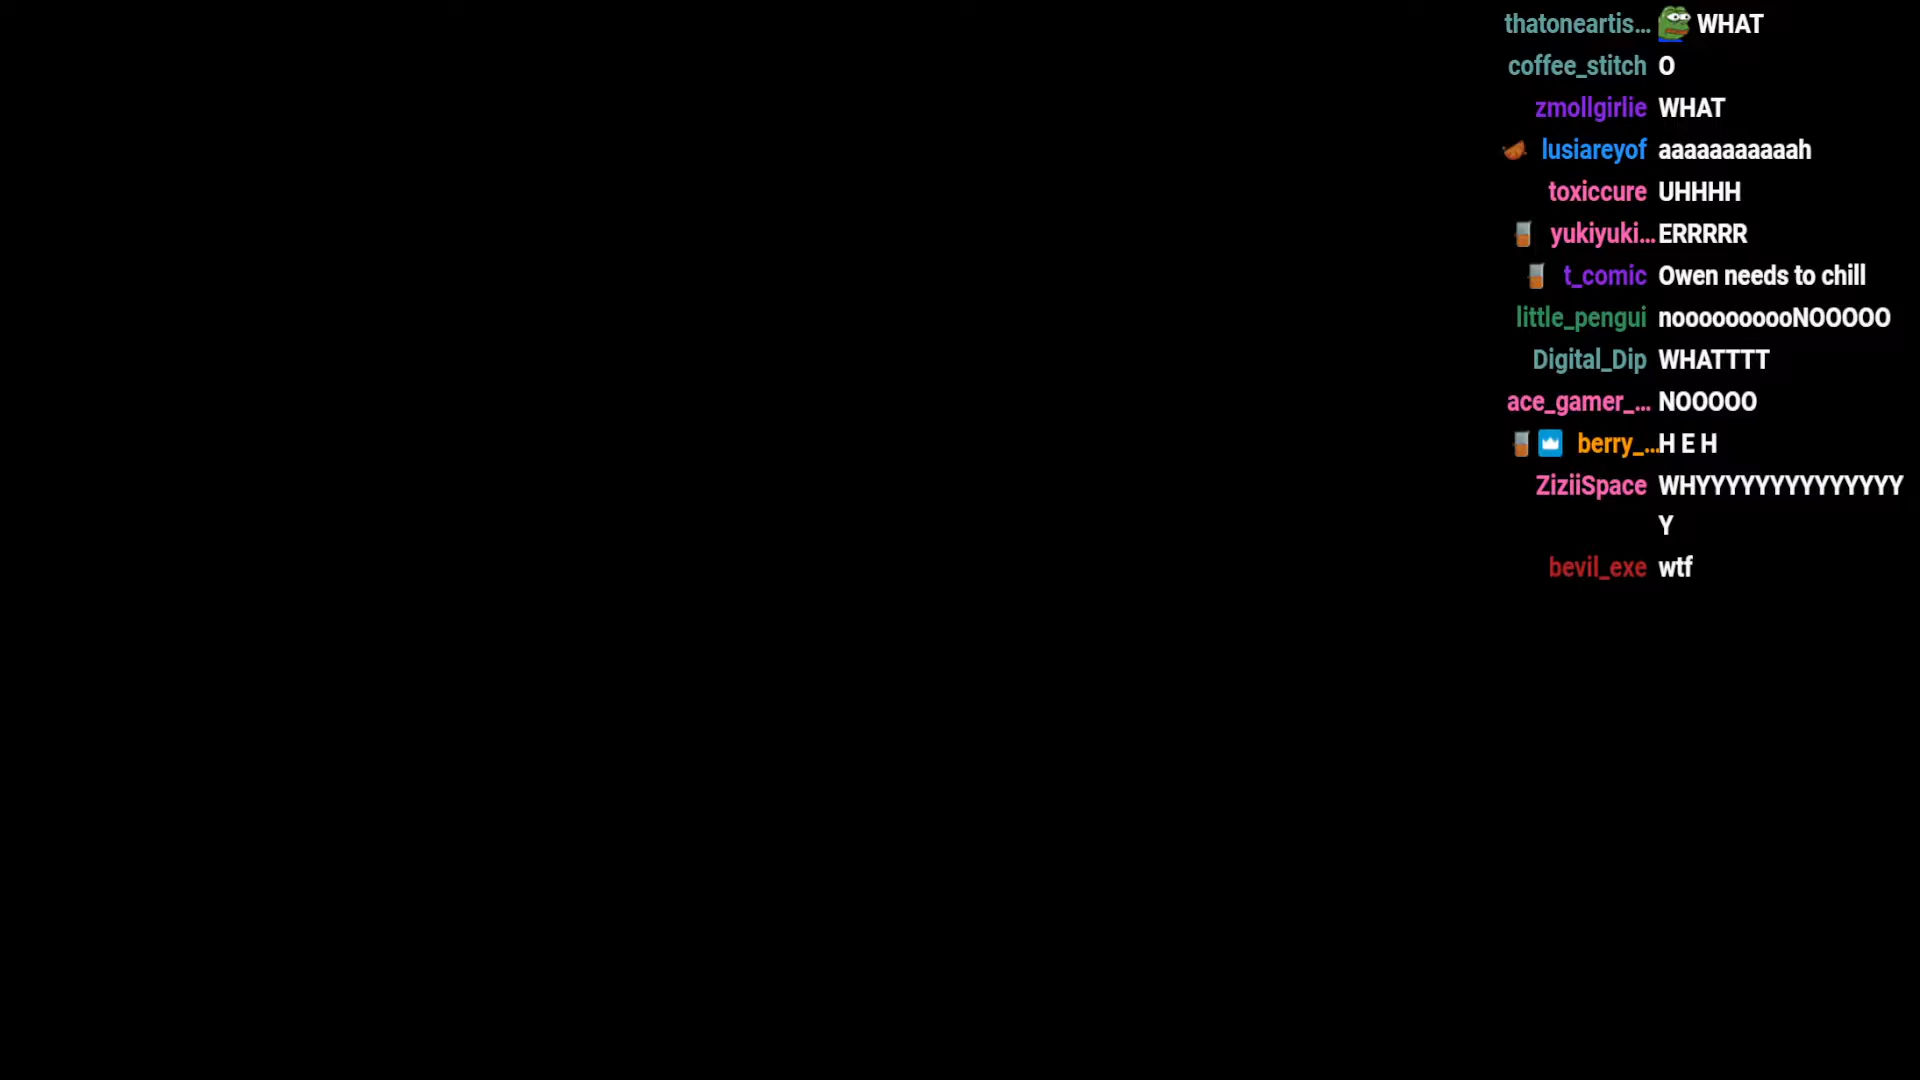 thatoneartis... WHAT
coffee_stitch O
zmollgirlie WHAT
lusiareyof aaaaaaaaaaah
toxiccure UHHHH
yukiyuki... ERRRRR
t_comic Owen needs to chill
little_pengui noooooooooNOOOOO
Digital_Dip WHATTTT
ace_gamer_... NOOOOO
berry_... H E H
ZiziiSpace WHYYYYYYYYYYYYYY
Y
bevil_exe wtf